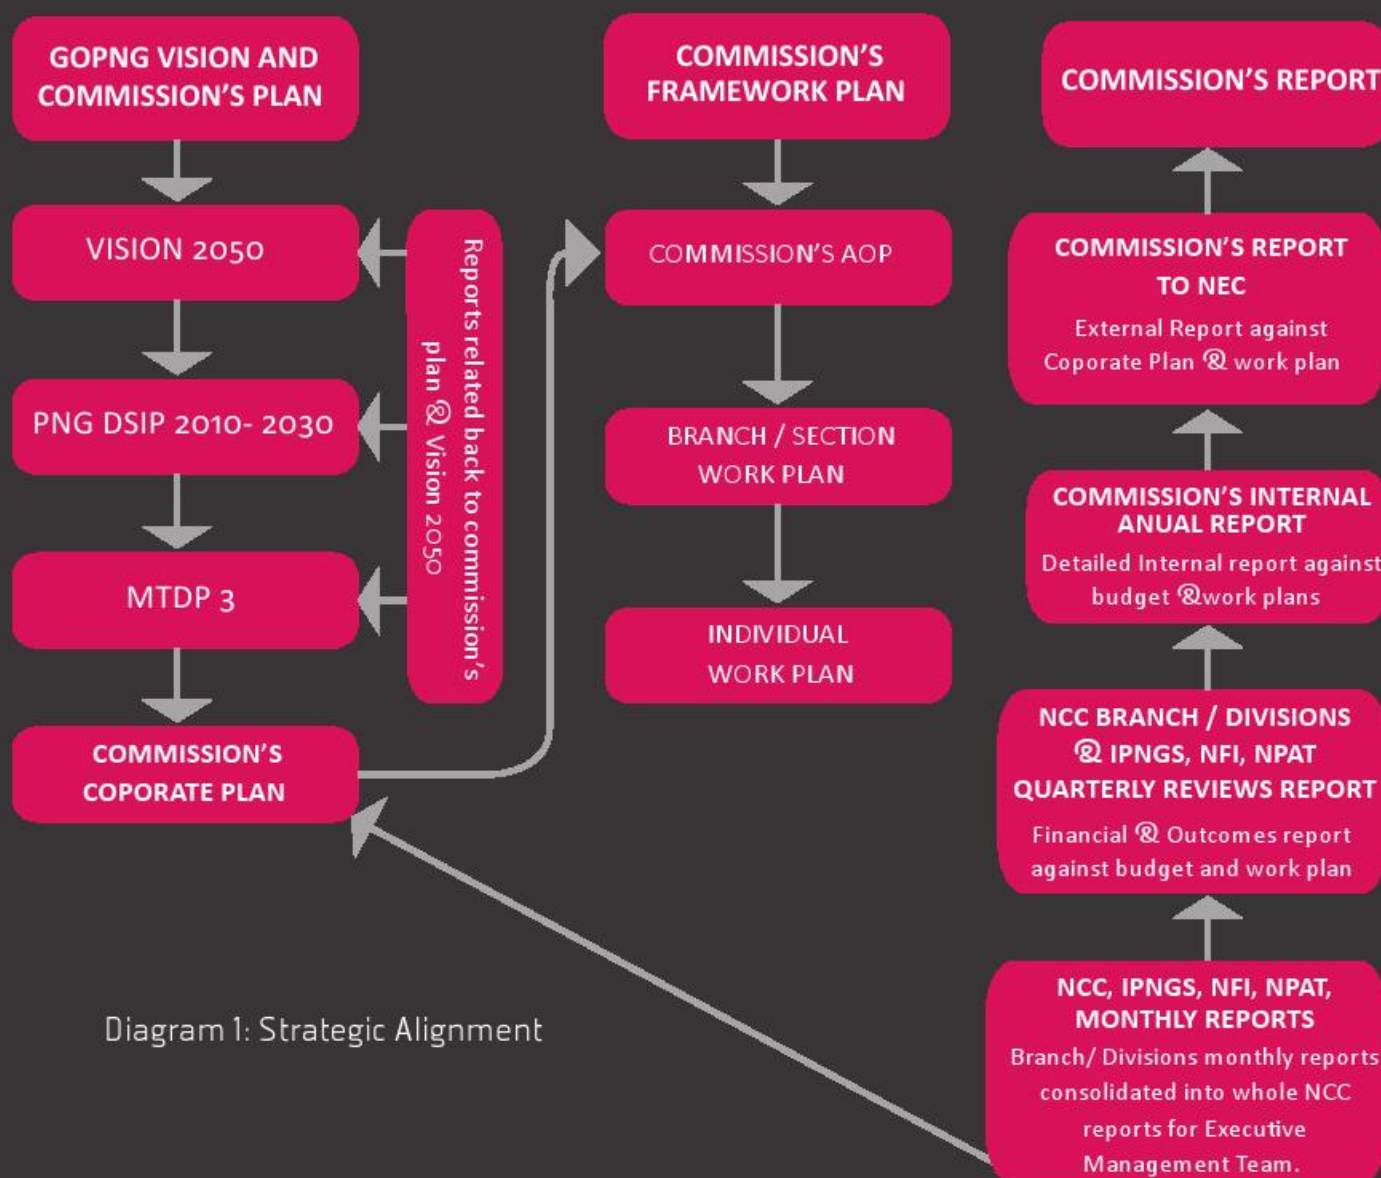 GOPNG VISION AND
COMMISSION'S PLAN
VISION 2050
PNG DSIP 2010- 2030
MTDP 3
COMMISSION'S
COPORATE PLAN
Reports related back to commission's
plan & Vision 2050
COMMISSION'S
FRAMEWORK PLAN
COMMISSION'S AOP
BRANCH / SECTION
WORK PLAN
INDIVIDUAL
WORK PLAN
COMMISSION'S REPORT
COMMISSION'S REPORT
TO NEC
External Report against
Coporate Plan & work plan
COMMISSION'S INTERNAL
ANUAL REPORT
Detailed Internal report against
budget &work plans
NCC BRANCH / DIVISIONS
& IPNGS, NFI, NPAT
QUARTERLY REVIEWS REPORT
Financial & Outcomes report
against budget and work plan
NCC, IPNGS, NFI, NPAT,
MONTHLY REPORTS
Branch/ Divisions monthly reports
consolidated into whole NCC
reports for Executive
Management Team.
Diagram 1: Strategic Alignment